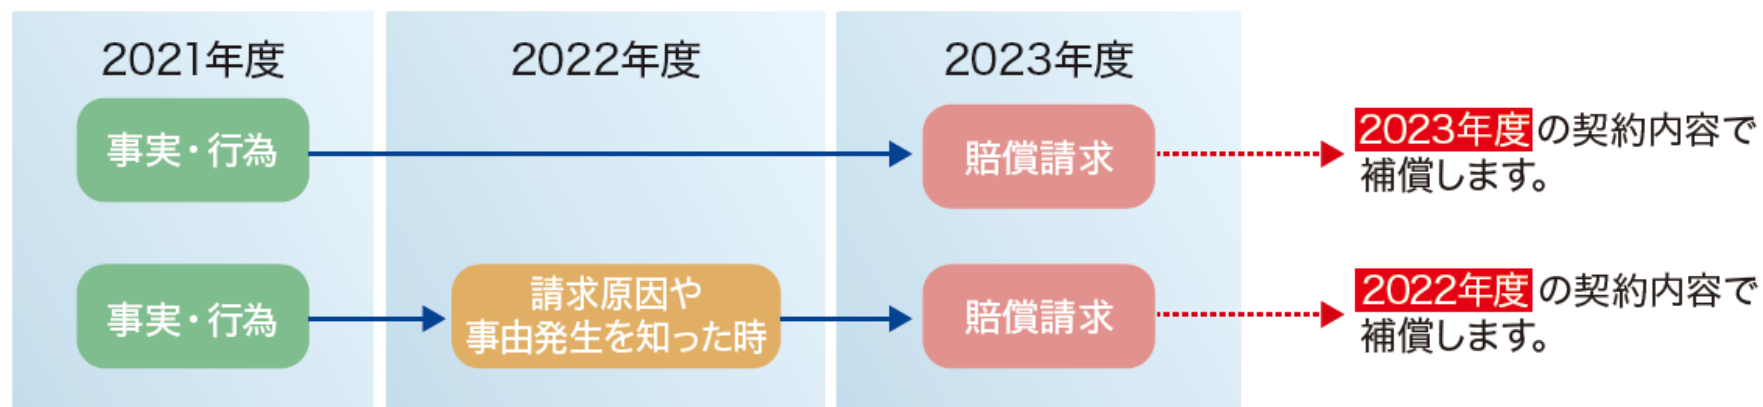 2021年度
2022年度
2023年度
事実・行為
賠償請求
2023年度の契約内容で
補償します。
事実・行為
請求原因や
事由発生を知った時
賠償請求
2022年度の契約内容で
補償します。